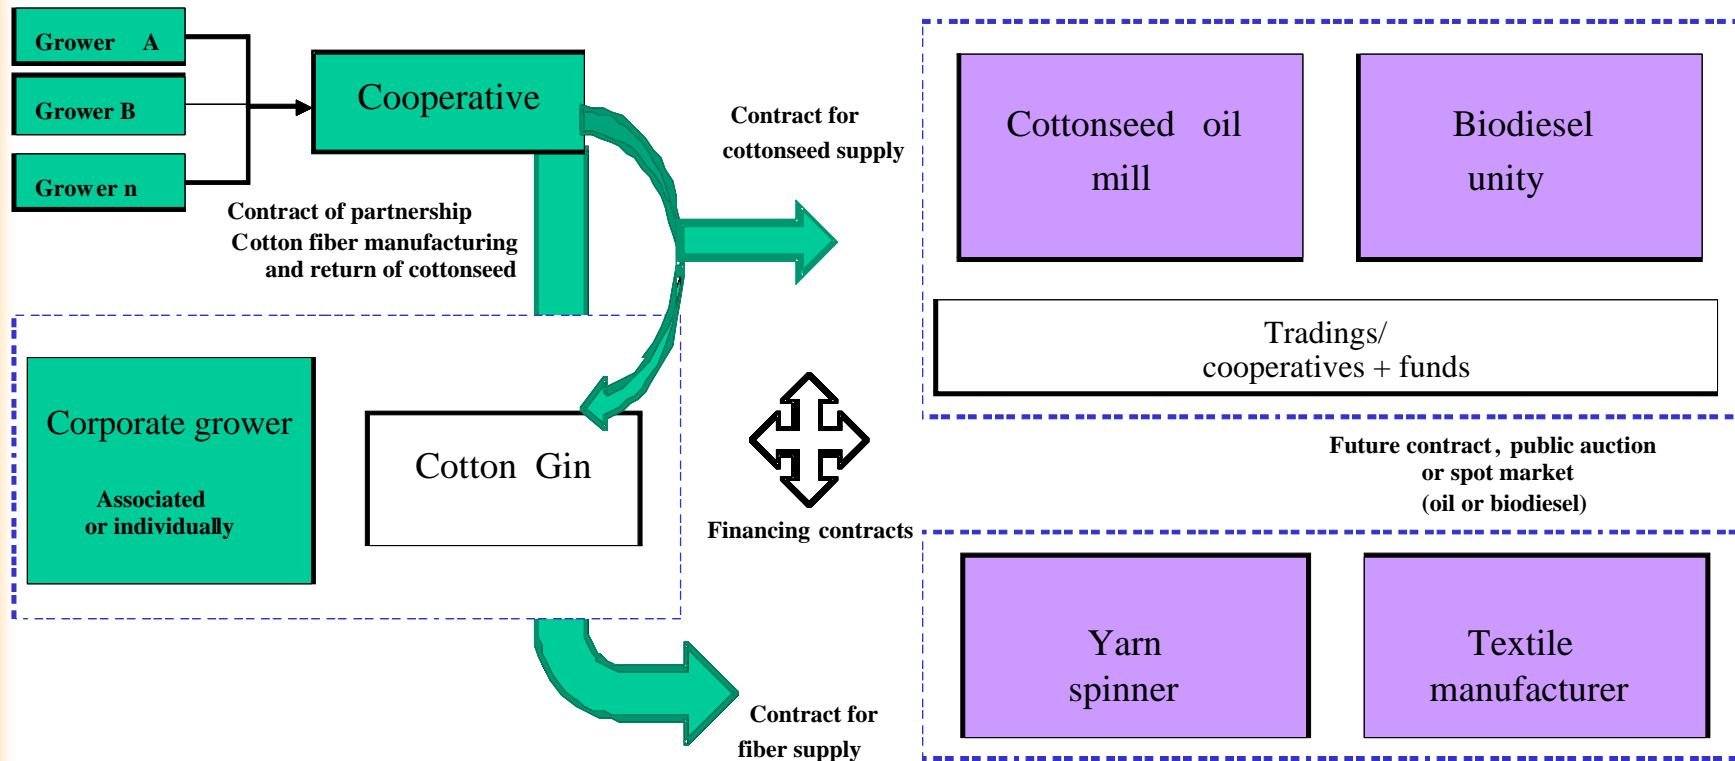 Grower A
Grower B
Grower n
Cooperative
Contract of partnership
Cotton fiber manufacturing
and return of cottonseed
Contract for
cottonseed supply
Cottonseed oil
mill
Biodiesel
unity
Tradings/
cooperatives + funds
Corporate grower
Associated
or individually
Cotton Gin
Financing contracts
Future contract, public auction
or spot market
(oil or biodiesel)
Contract for
fiber supply
Yarn
spinner
Textile
manufacturer